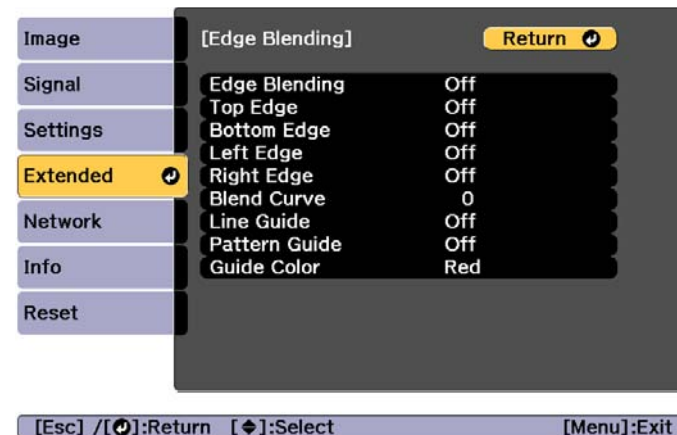 Image
Signal
Settings
Extended
Network
Info
Reset
[Edge Blending] Return
Edge Blending Off
Top Edge Off
Bottom Edge Off
Left Edge Off
Right Edge Off
Blend Curve 0
Line Guide Off
Pattern Guide Off
Guide Color Red
[Esc] /[⏎]:Return [◆]:Select [Menu]:Exit